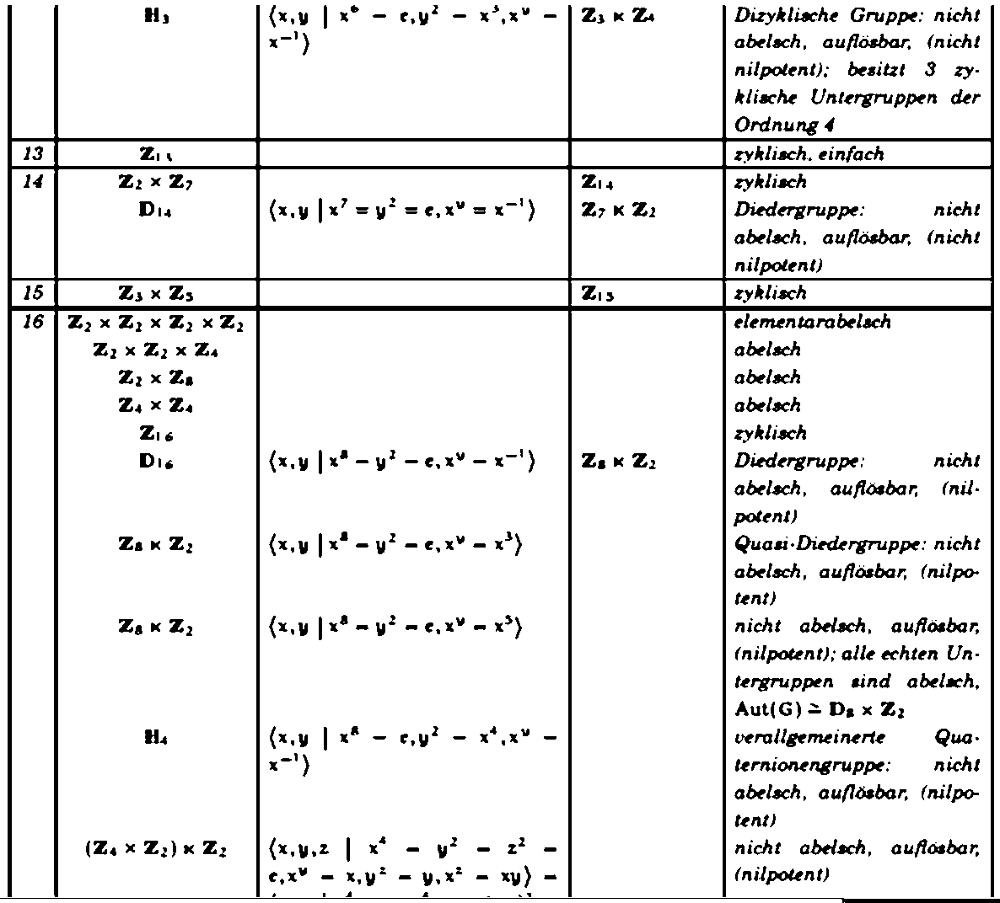 ℍ₃ ⟨x,y | x⁶ = e,y² = x³,xʸ = ℤ₃ ⋉ ℤ₄ Dizyklische Gruppe: nicht
x⁻¹⟩ abelsch, auflösbar, (nicht
nilpotent); besitzt 3 zy-
klische Untergruppen der
Ordnung 4
13 ℤ₁₃ zyklisch, einfach
14 ℤ₂ × ℤ₇ ℤ₁₄ zyklisch
𝔻₁₄ ⟨x,y | x⁷ = y² = e,xʸ = x⁻¹⟩ ℤ₇ ⋉ ℤ₂ Diedergruppe: nicht
abelsch, auflösbar, (nicht
nilpotent)
15 ℤ₃ × ℤ₅ ℤ₁₅ zyklisch
16 ℤ₂ × ℤ₂ × ℤ₂ × ℤ₂ elementarabelsch
ℤ₂ × ℤ₂ × ℤ₄ abelsch
ℤ₂ × ℤ₈ abelsch
ℤ₄ × ℤ₄ abelsch
ℤ₁₆ zyklisch
𝔻₁₆ ⟨x,y | x⁸ = y² = e,xʸ = x⁻¹⟩ ℤ₈ ⋉ ℤ₂ Diedergruppe: nicht
abelsch, auflösbar, (nil-
potent)
ℤ₈ ⋉ ℤ₂ ⟨x,y | x⁸ = y² = e,xʸ = x³⟩ Quasi-Diedergruppe: nicht
abelsch, auflösbar, (nilpo-
tent)
ℤ₈ ⋉ ℤ₂ ⟨x,y | x⁸ = y² = e,xʸ = x⁵⟩ nicht abelsch, auflösbar,
(nilpotent); alle echten Un-
tergruppen sind abelsch,
Aut(G) ≅ 𝔻₈ × ℤ₂
ℍ₄ ⟨x,y | x⁸ = e,y² = x⁴,xʸ = verallgemeinerte Qua-
x⁻¹⟩ ternionengruppe: nicht
abelsch, auflösbar, (nilpo-
tent)
(ℤ₄ × ℤ₂) ⋉ ℤ₂ ⟨x,y,z | x⁴ = y² = z² = nicht abelsch, auflösbar,
e,xʸ = x,yᶻ = y,xᶻ = xy⟩ = (nilpotent)